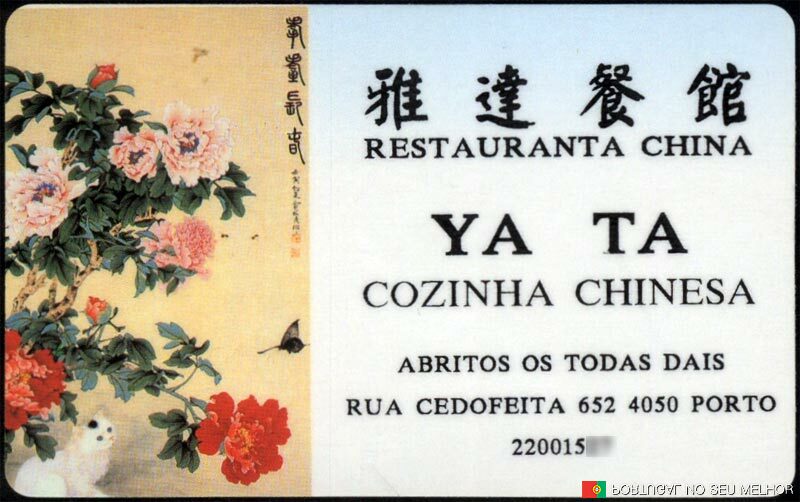 雅達餐館
RESTAURANTA CHINA
YA TA
COZINHA CHINESA
ABRITOS OS TODAS DAIS
RUA CEDOFEITA 652 4050 PORTO
220015
PORTUGAL NO SEU MELHOR